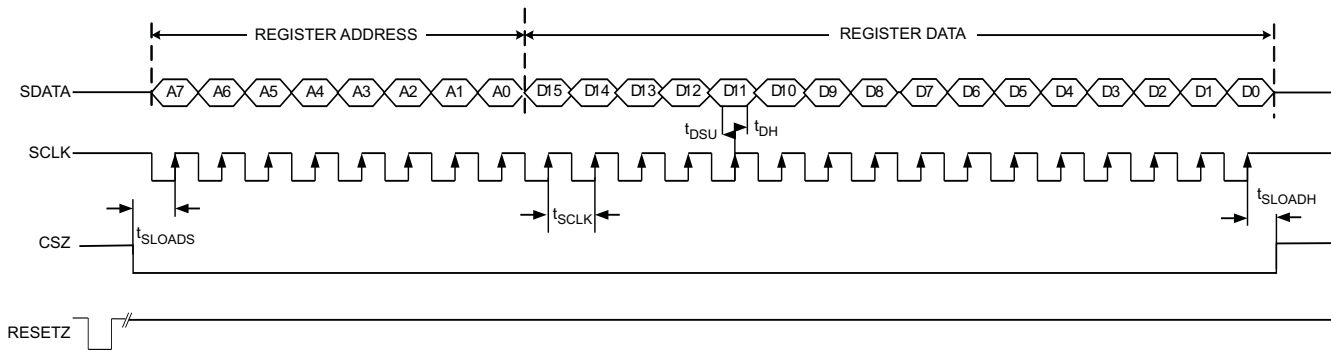 REGISTER ADDRESS REGISTER DATA
SDATA A7 A6 A5 A4 A3 A2 A1 A0 D15 D14 D13 D12 D11 D10 D9 D8 D7 D6 D5 D4 D3 D2 D1 D0
tDSU tDH
SCLK
tSLOADS tSCLK tSLOADH
CSZ
RESETZ